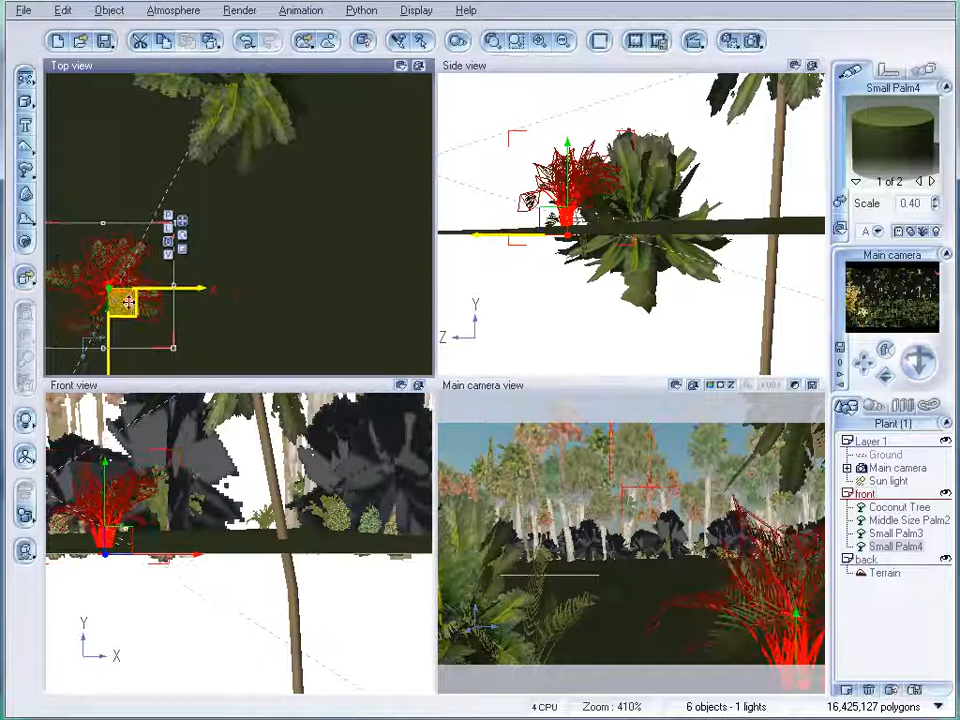 File Edit Object Atmosphere Render Animation Python Display Help
Top view
Side view
Small Palm4
1 of 2
Scale 0.40
A
Main camera
X
Y
Z
Front view
Main camera view
Plant (1)
Layer 1
Ground
Main camera
Sun light
front
Coconut Tree
Middle Size Palm2
Small Palm3
Small Palm4
back
Terrain
Y
X
4 CPU Zoom : 410% 6 objects - 1 lights 16,425,127 polygons